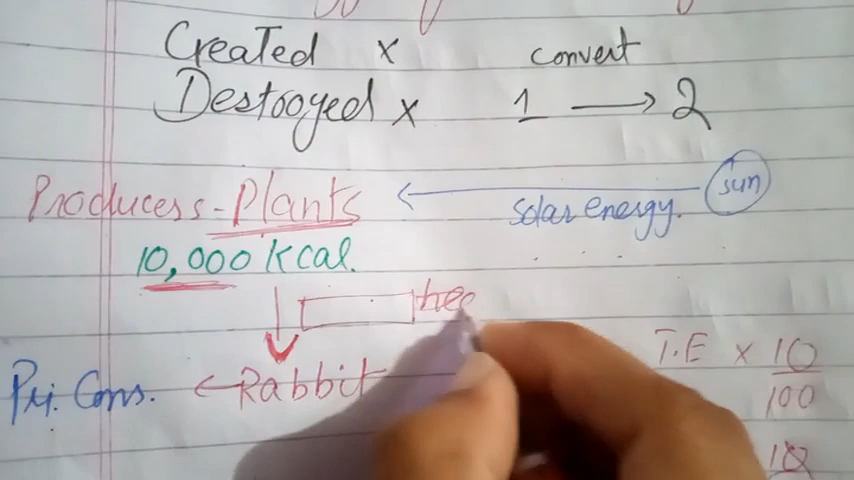 Created x convert
Destroyed x 1 → 2
Producers - Plants ← solar energy. sun
10,000 Kcal.
hea
T.E x 10
100
Pri. Cons. ← Rabbit
10